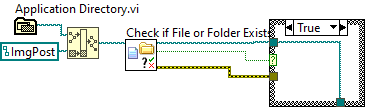 Application Directory.vi
Check if File or Folder Exists
True
ImgPost
?
?